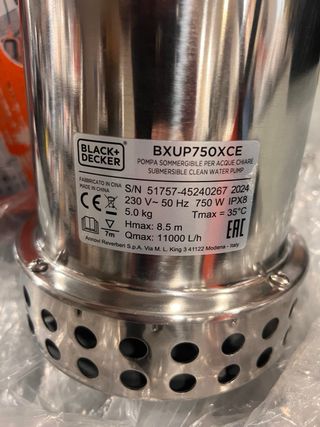 BLACK+
DECKER
BXUP750XCE
POMPA SOMMERGIBILE PER ACQUE CHIARE
SUBMERSIBLE CLEAN WATER PUMP
FABBRICATO IN CINA
MADE IN CHINA
S/N 51757-45240267 2024
230 V~ 50 Hz 750 W IPX8
5.0 kg Tmax = 35°C
Hmax: 8.5 m
Qmax: 11000 L/h
7m
CE
EAC
Annovi Reverberi S.p.A. Via M. L. King 3 41122 Modena - Italy